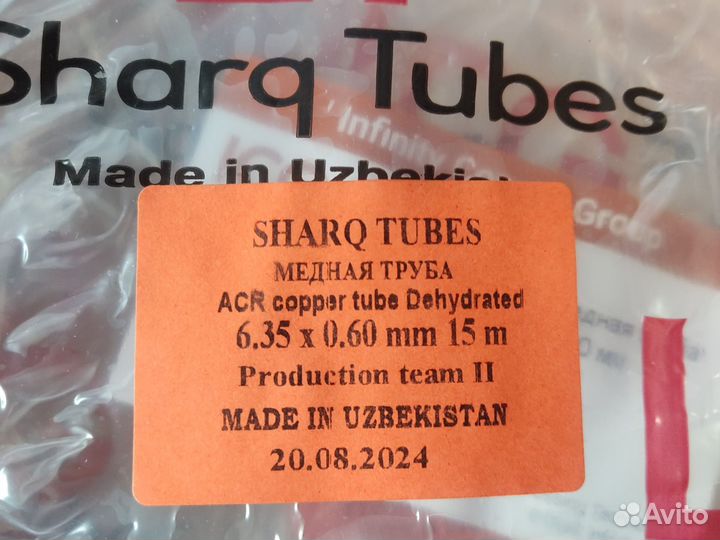 Sharq Tubes
Made in Uzbekis
Infinity
Group
SHARQ TUBES
МЕДНАЯ ТРУБА
ACR copper tube Dehydrated
6.35 x 0.60 mm 15 m
Production team II
MADE IN UZBEKISTAN
20.08.2024
Avito